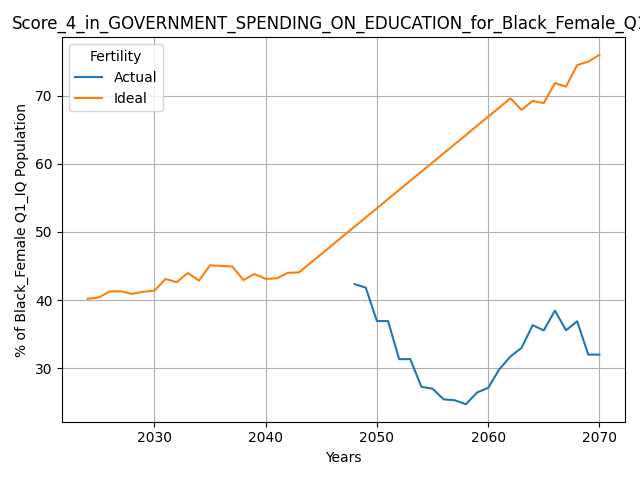 Score_4_in_GOVERNMENT_SPENDING_ON_EDUCATION_for_Black_Female_Q1
Fertility
Actual
Ideal
% of Black_Female Q1_IQ Population
70
60
50
40
30
2030 2040 2050 2060 2070
Years